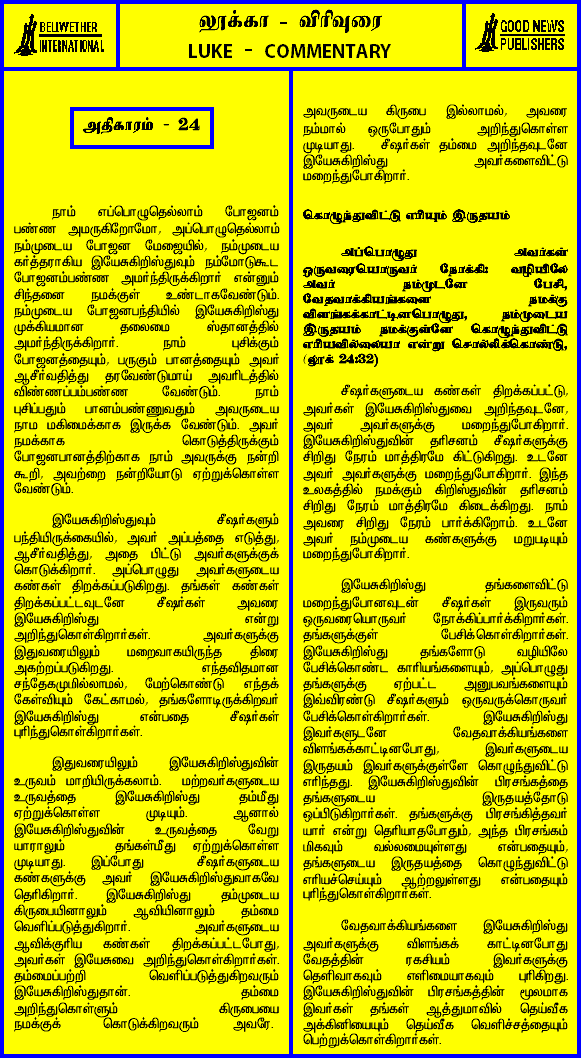 BELLWETHER
INTERNATIONAL
லூக்கா - விரிவுரை
LUKE - COMMENTARY
GOOD NEWS
PUBLISHERS
அதிகாரம் - 24
நாம் எப்பொழுதெல்லாம் போஜனம்
பண்ண அமருகிறோமோ, அப்பொழுதெல்லாம்
நம்முடைய போஜன மேஜையில், நம்முடைய
கர்த்தராகிய இயேசுகிறிஸ்துவும் நம்மோடுகூட
போஜனம்பண்ண அமர்ந்திருக்கிறார் என்னும்
சிந்தனை நமக்குள் உண்டாகவேண்டும்.
நம்முடைய போஜனபந்தியில் இயேசுகிறிஸ்து
முக்கியமான தலைமை ஸ்தானத்தில்
அமர்ந்திருக்கிறார். நாம் புசிக்கும்
போஜனத்தையும், பருகும் பானத்தையும் அவர்
ஆசீர்வதித்து தரவேண்டுமாய் அவரிடத்தில்
விண்ணப்பம்பண்ண வேண்டும். நாம்
புசிப்பதும் பானம்பண்ணுவதும் அவருடைய
நாம மகிமைக்காக இருக்க வேண்டும். அவர்
நமக்காக கொடுத்திருக்கும்
போஜனபானத்திற்காக நாம் அவருக்கு நன்றி
கூறி, அவற்றை நன்றியோடு ஏற்றுக்கொள்ள
வேண்டும்.
இயேசுகிறிஸ்துவும் சீஷர்களும்
பந்தியிருக்கையில், அவர் அப்பத்தை எடுத்து,
ஆசீர்வதித்து, அதை பிட்டு அவர்களுக்குக்
கொடுக்கிறார். அப்பொழுது அவர்களுடைய
கண்கள் திறக்கப்படுகிறது. தங்கள் கண்கள்
திறக்கப்பட்டவுடனே சீஷர்கள் அவரை
இயேசுகிறிஸ்து என்று
அறிந்துகொள்கிறார்கள். அவர்களுக்கு
இதுவரையிலும் மறைவாகயிருந்த திரை
அகற்றப்படுகிறது. எந்தவிதமான
சந்தேகமுமில்லாமல், மேற்கொண்டு எந்தக்
கேள்வியும் கேட்காமல், தங்களோடிருக்கிறவர்
இயேசுகிறிஸ்து என்பதை சீஷர்கள்
புரிந்துகொள்கிறார்கள்.
இதுவரையிலும் இயேசுகிறிஸ்துவின்
உருவம் மாறியிருக்கலாம். மற்றவர்களுடைய
உருவத்தை இயேசுகிறிஸ்து தம்மீது
ஏற்றுக்கொள்ள முடியும். ஆனால்
இயேசுகிறிஸ்துவின் உருவத்தை வேறு
யாராலும் தங்கள்மீது ஏற்றுக்கொள்ள
முடியாது. இப்போது சீஷர்களுடைய
கண்களுக்கு அவர் இயேசுகிறிஸ்துவாகவே
தெரிகிறார். இயேசுகிறிஸ்து தம்முடைய
கிருபையினாலும் ஆவியினாலும் தம்மை
வெளிப்படுத்துகிறார். அவர்களுடைய
ஆவிக்குரிய கண்கள் திறக்கப்பட்டபோது,
அவர்கள் இயேசுவை அறிந்துகொள்கிறார்கள்.
தம்மைப்பற்றி வெளிப்படுத்துகிறவரும்
இயேசுகிறிஸ்துதான். தம்மை
அறிந்துகொள்ளும் கிருபையை
நமக்குக் கொடுக்கிறவரும் அவரே.
அவருடைய கிருபை இல்லாமல், அவரை
நம்மால் ஒருபோதும் அறிந்துகொள்ள
முடியாது. சீஷர்கள் தம்மை அறிந்தவுடனே
இயேசுகிறிஸ்து அவர்களைவிட்டு
மறைந்துபோகிறார்.
கொழுந்துவிட்டு எரியும் இருதயம்
அப்பொழுது அவர்கள்
ஒருவரையொருவர் நோக்கி: வழியிலே
அவர் நம்முடனே பேசி,
வேதவாக்கியங்களை நமக்கு
விளங்கக்காட்டினபொழுது, நம்முடைய
இருதயம் நமக்குள்ளே கொழுந்துவிட்டு
எரியவில்லையா என்று சொல்லிக்கொண்டு,
(லூக் 24:32)
சீஷர்களுடைய கண்கள் திறக்கப்பட்டு,
அவர்கள் இயேசுகிறிஸ்துவை அறிந்தவுடனே,
அவர் அவர்களுக்கு மறைந்துபோகிறார்.
இயேசுகிறிஸ்துவின் தரிசனம் சீஷர்களுக்கு
சிறிது நேரம் மாத்திரமே கிட்டுகிறது. உடனே
அவர் அவர்களுக்கு மறைந்துபோகிறார். இந்த
உலகத்தில் நமக்கும் கிறிஸ்துவின் தரிசனம்
சிறிது நேரம் மாத்திரமே கிடைக்கிறது. நாம்
அவரை சிறிது நேரம் பார்க்கிறோம். உடனே
அவர் நம்முடைய கண்களுக்கு மறுபடியும்
மறைந்துபோகிறார்.
இயேசுகிறிஸ்து தங்களைவிட்டு
மறைந்துபோனவுடன் சீஷர்கள் இருவரும்
ஒருவரையொருவர் நோக்கிப்பார்க்கிறார்கள்.
தங்களுக்குள் பேசிக்கொள்கிறார்கள்.
இயேசுகிறிஸ்து தங்களோடு வழியிலே
பேசிக்கொண்ட காரியங்களையும், அப்பொழுது
தங்களுக்கு ஏற்பட்ட அனுபவங்களையும்
இவ்விரண்டு சீஷர்களும் ஒருவருக்கொருவர்
பேசிக்கொள்கிறார்கள். இயேசுகிறிஸ்து
இவர்களுடனே வேதவாக்கியங்களை
விளங்கக்காட்டினபோது, இவர்களுடைய
இருதயம் இவர்களுக்குள்ளே கொழுந்துவிட்டு
எரிந்தது. இயேசுகிறிஸ்துவின் பிரசங்கத்தை
தங்களுடைய இருதயத்தோடு
ஒப்பிடுகிறார்கள். தங்களுக்கு பிரசங்கித்தவர்
யார் என்று தெரியாதபோதும், அந்த பிரசங்கம்
மிகவும் வல்லமையுள்ளது என்பதையும்,
தங்களுடைய இருதயத்தை கொழுந்துவிட்டு
எரியச்செய்யும் ஆற்றலுள்ளது என்பதையும்
புரிந்துகொள்கிறார்கள்.
வேதவாக்கியங்களை இயேசுகிறிஸ்து
அவர்களுக்கு விளங்கக் காட்டினபோது
வேதத்தின் ரகசியம் இவர்களுக்கு
தெளிவாகவும் எளிமையாகவும் புரிகிறது.
இயேசுகிறிஸ்துவின் பிரசங்கத்தின் மூலமாக
இவர்கள் தங்கள் ஆத்துமாவில் தெய்வீக
அக்கினியையும் தெய்வீக வெளிச்சத்தையும்
பெற்றுக்கொள்கிறார்கள்.